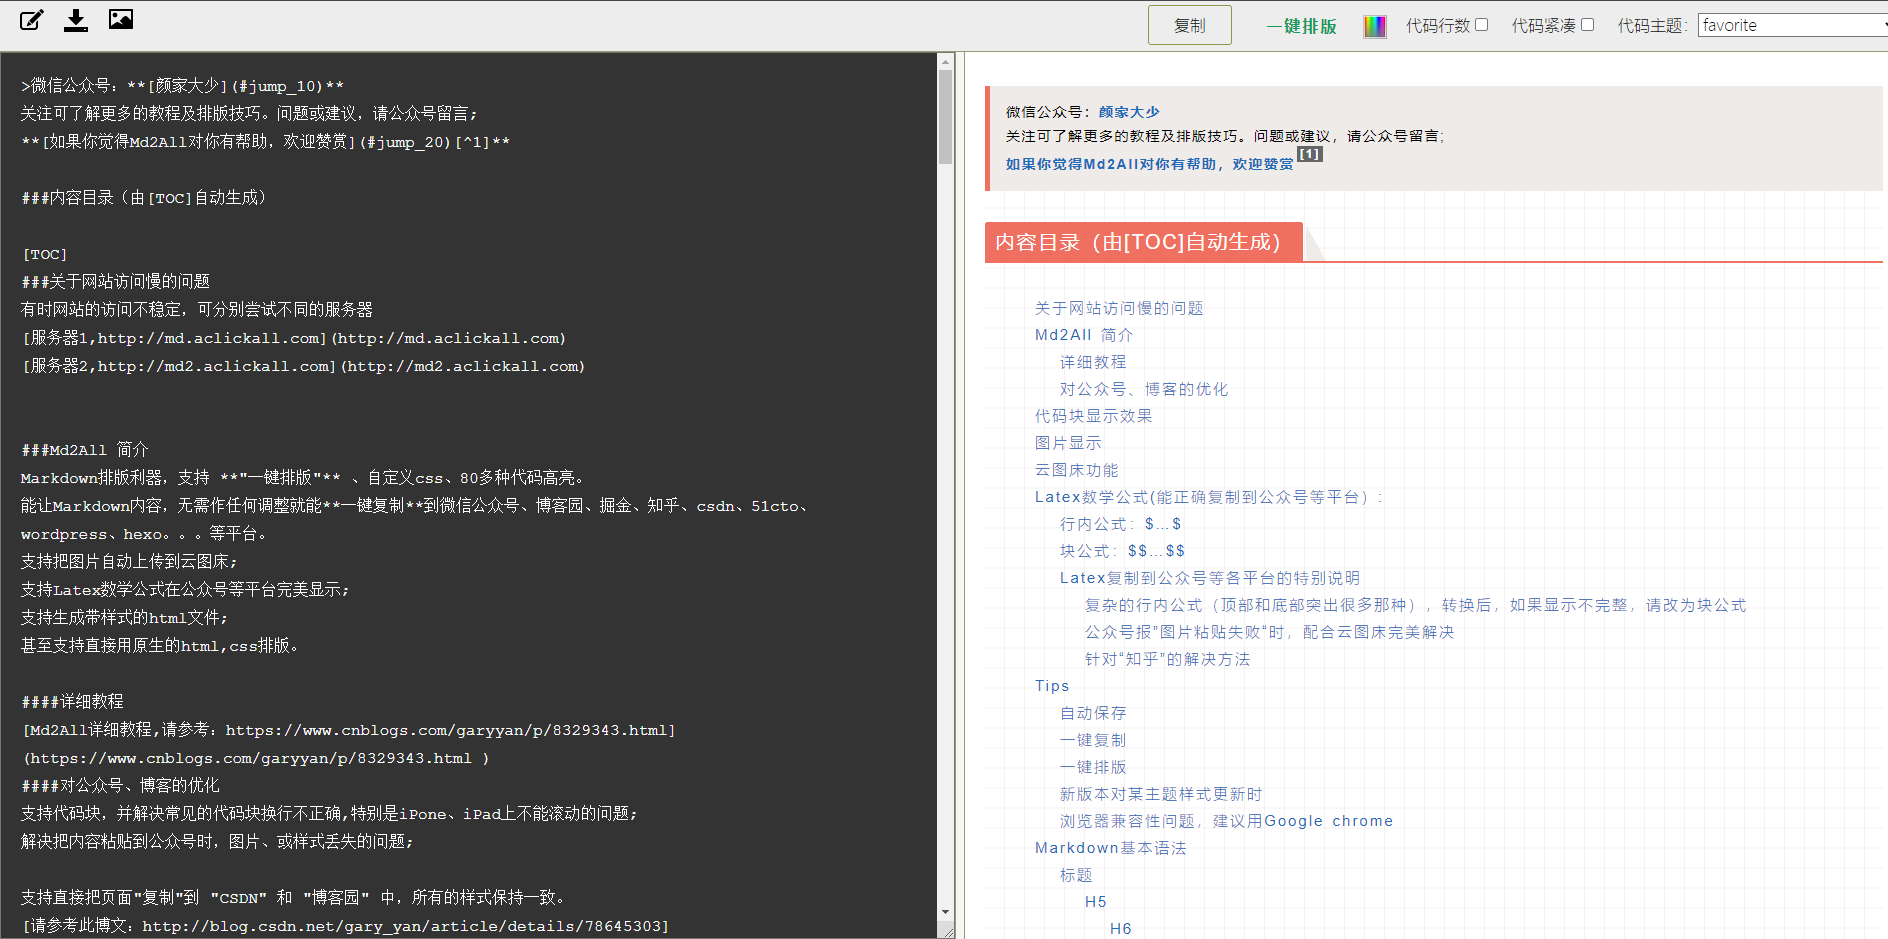 复制
一键排版
代码行数
代码紧凑
代码主题：
favorite
>微信公众号：**[颜家大少](#jump_10)**
关注可了解更多的教程及排版技巧。问题或建议，请公众号留言;
**[如果你觉得Md2All对你有帮助，欢迎赞赏](#jump_20)[^1]**
###内容目录（由[TOC]自动生成）
[TOC]
###关于网站访问慢的问题
有时网站的访问不稳定，可分别尝试不同的服务器
[服务器1,http://md.aclickall.com](http://md.aclickall.com)
[服务器2,http://md2.aclickall.com](http://md2.aclickall.com)
###Md2All 简介
Markdown排版利器，支持 **"一键排版"** 、自定义css、80多种代码高亮。
能让Markdown内容，无需作任何调整就能**一键复制**到微信公众号、博客园、掘金、知乎、csdn、51cto、
wordpress、hexo。。。等平台。
支持把图片自动上传到云图床;
支持Latex数学公式在公众号等平台完美显示;
支持生成带样式的html文件;
甚至支持直接用原生的html,css排版。
####详细教程
[Md2All详细教程,请参考：https://www.cnblogs.com/garyyan/p/8329343.html]
(https://www.cnblogs.com/garyyan/p/8329343.html )
####对公众号、博客的优化
支持代码块，并解决常见的代码块换行不正确,特别是iPone、iPad上不能滚动的问题;
解决把内容粘贴到公众号时，图片、或样式丢失的问题;
支持直接把页面"复制"到 "CSDN" 和 "博客园" 中，所有的样式保持一致。
[请参考此博文：http://blog.csdn.net/gary_yan/article/details/78645303]
微信公众号：颜家大少
关注可了解更多的教程及排版技巧。问题或建议，请公众号留言;
如果你觉得Md2All对你有帮助，欢迎赞赏[1]
内容目录（由[TOC]自动生成）
关于网站访问慢的问题
Md2All 简介
详细教程
对公众号、博客的优化
代码块显示效果
图片显示
云图床功能
Latex数学公式(能正确复制到公众号等平台）:
行内公式：$...$
块公式：$$...$$
Latex复制到公众号等各平台的特别说明
复杂的行内公式（顶部和底部突出很多那种），转换后，如果显示不完整，请改为块公式
公众号报”图片粘贴失败“时，配合云图床完美解决
针对“知乎”的解决方法
Tips
自动保存
一键复制
一键排版
新版本对某主题样式更新时
浏览器兼容性问题，建议用Google chrome
Markdown基本语法
标题
H5
H6